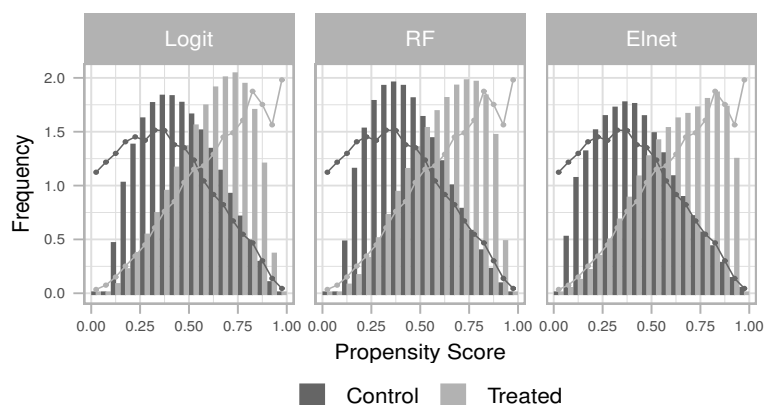 Logit RF Elnet
Frequency
2.0
1.5
1.0
0.5
0.0
0.00 0.25 0.50 0.75 1.00 0.00 0.25 0.50 0.75 1.00 0.00 0.25 0.50 0.75 1.00
Propensity Score
Control Treated